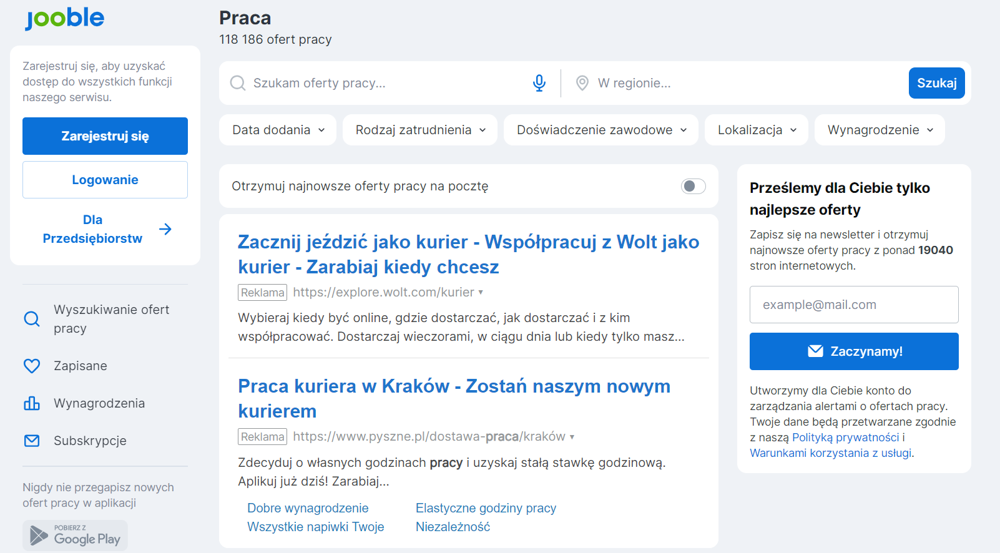 jooble
Zarejestruj się, aby uzyskać
dostęp do wszystkich funkcji
naszego serwisu.
Zarejestruj się
Logowanie
Dla
Przedsiębiorstw
Wyszukiwanie ofert
pracy
Zapisane
Wynagrodzenia
Subskrypcje
Nigdy nie przegapisz nowych
ofert pracy w aplikacji
POBIERZ Z
Google Play
Praca
118 186 ofert pracy
Szukam oferty pracy...
W regionie...
Szukaj
Data dodania
Rodzaj zatrudnienia
Doświadczenie zawodowe
Lokalizacja
Wynagrodzenie
Otrzymuj najnowsze oferty pracy na pocztę
Zacznij jeździć jako kurier - Współpracuj z Wolt jako
kurier - Zarabiaj kiedy chcesz
Reklama https://explore.wolt.com/kurier
Wybieraj kiedy być online, gdzie dostarczać, jak dostarczać i z kim
współpracować. Dostarczaj wieczorami, w ciągu dnia lub kiedy tylko masz...
Praca kuriera w Kraków - Zostań naszym nowym
kurierem
Reklama https://www.pyszne.pl/dostawa-praca/kraków
Zdecyduj o własnych godzinach pracy i uzyskaj stałą stawkę godzinową.
Aplikuj już dziś! Zarabiaj...
Dobre wynagrodzenie
Elastyczne godziny pracy
Wszystkie napiwki Twoje
Niezależność
Prześlemy dla Ciebie tylko
najlepsze oferty
Zapisz się na newsletter i otrzymuj
najnowsze oferty pracy z ponad 19040
stron internetowych.
example@mail.com
Zaczynamy!
Utworzymy dla Ciebie konto do
zarządzania alertami o ofertach pracy.
Twoje dane będą przetwarzane zgodnie
z naszą Polityką prywatności i
Warunkami korzystania z usługi.